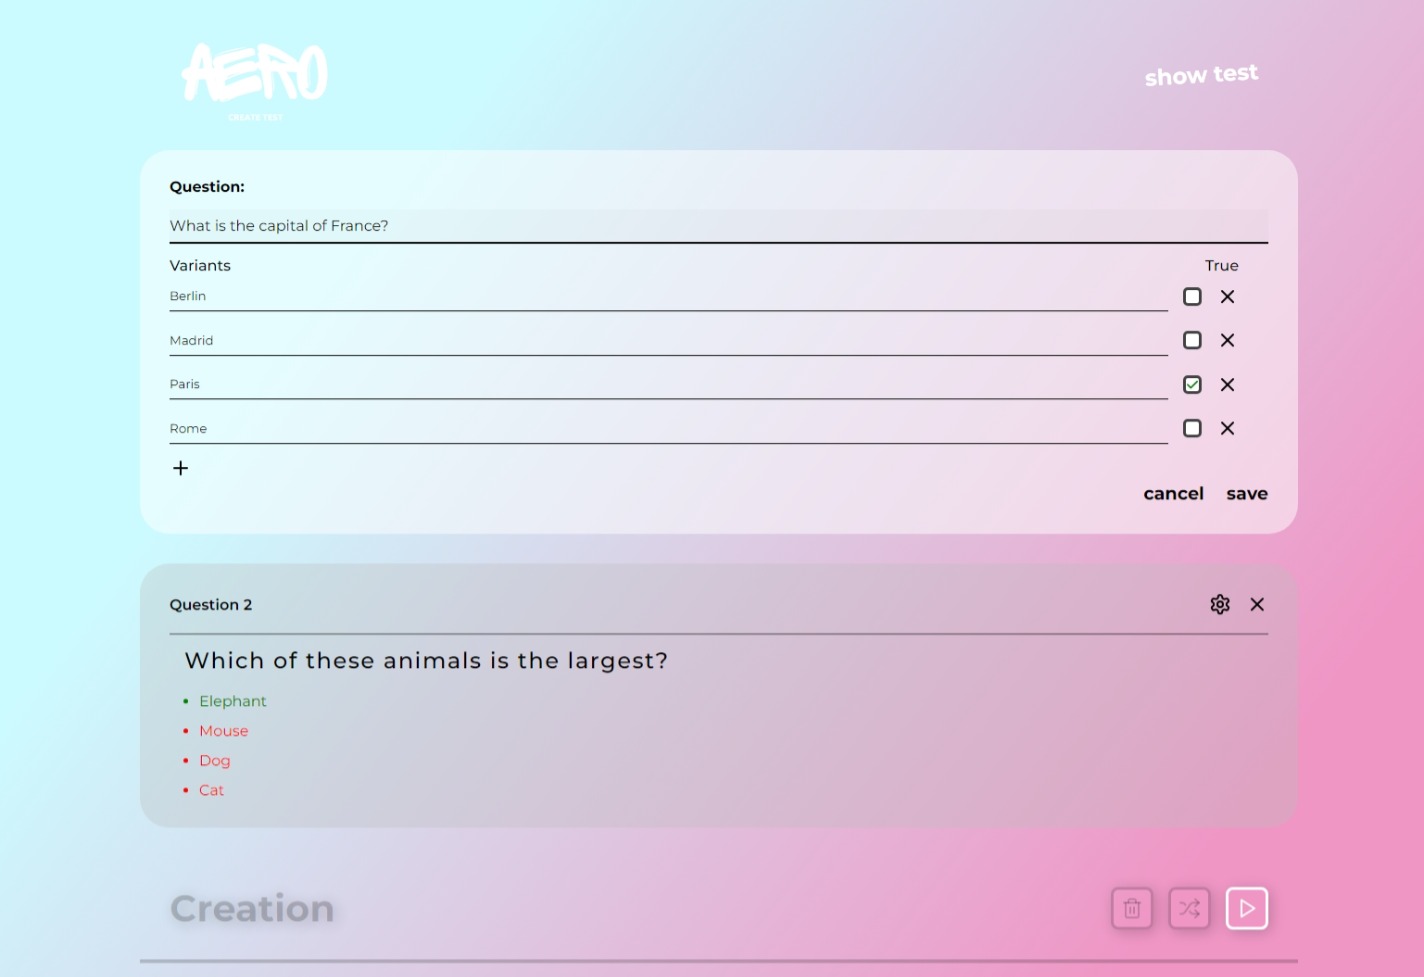 AERO
CREATE TEST
show test
Question:
What is the capital of France?
Variants True
Berlin
Madrid
Paris
Rome
cancel save
Question 2
Which of these animals is the largest?
Elephant
Mouse
Dog
Cat
Creation